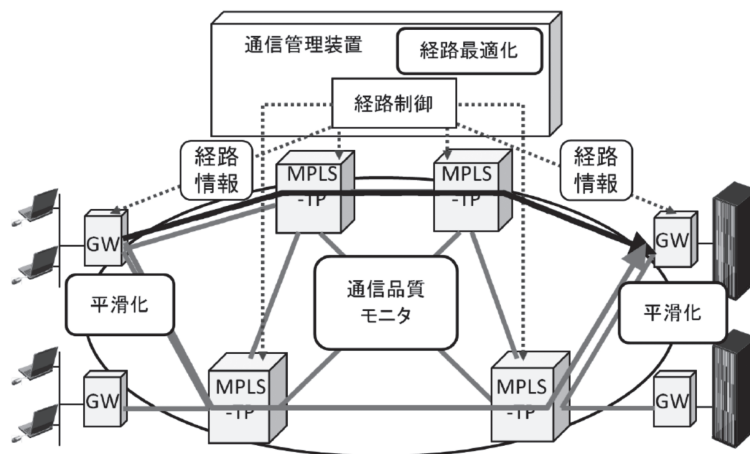 通信管理装置
経路最適化
経路制御
経路
情報
経路
情報
MPLS
-TP
MPLS
-TP
GW
GW
平滑化
通信品質
モニタ
平滑化
MPLS
-TP
MPLS
-TP
GW
GW